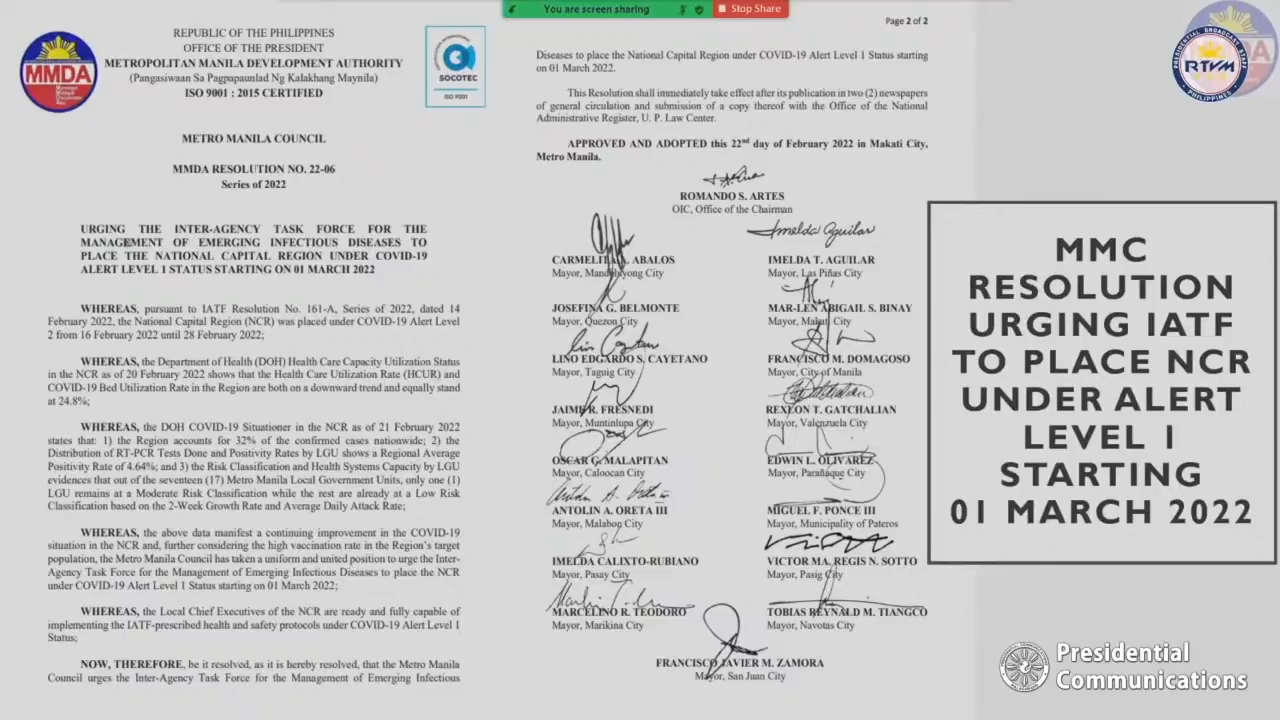 You are screen sharing
Stop Share
REPUBLIC OF THE PHILIPPINES
OFFICE OF THE PRESIDENT
METROPOLITAN MANILA DEVELOPMENT AUTHORITY
(Pangasiwaan Sa Pagpapaunlad Ng Kalakhang Maynila)
ISO 9001 : 2015 CERTIFIED
MMDA
SOCOTEC
ISO 9001
METRO MANILA COUNCIL
MMDA RESOLUTION NO. 22-06
Series of 2022
URGING THE INTER-AGENCY TASK FORCE FOR THE
MANAGEMENT OF EMERGING INFECTIOUS DISEASES TO
PLACE THE NATIONAL CAPITAL REGION UNDER COVID-19
ALERT LEVEL 1 STATUS STARTING ON 01 MARCH 2022
WHEREAS, pursuant to IATF Resolution No. 161-A, Series of 2022, dated 14
February 2022, the National Capital Region (NCR) was placed under COVID-19 Alert Level
2 from 16 February 2022 until 28 February 2022;
WHEREAS, the Department of Health (DOH) Health Care Capacity Utilization Status
in the NCR as of 20 February 2022 shows that the Health Care Utilization Rate (HCUR) and
COVID-19 Bed Utilization Rate in the Region are both on a downward trend and equally stand
at 24.8%;
WHEREAS, the DOH COVID-19 Situationer in the NCR as of 21 February 2022
states that: 1) the Region accounts for 32% of the confirmed cases nationwide; 2) the
Distribution of RT-PCR Tests Done and Positivity Rates by LGU shows a Regional Average
Positivity Rate of 4.64%; and 3) the Risk Classification and Health Systems Capacity by LGU
evidences that out of the seventeen (17) Metro Manila Local Government Units, only one (1)
LGU remains at a Moderate Risk Classification while the rest are already at a Low Risk
Classification based on the 2-Week Growth Rate and Average Daily Attack Rate;
WHEREAS, the above data manifest a continuing improvement in the COVID-19
situation in the NCR and, further considering the high vaccination rate in the Region's target
population, the Metro Manila Council has taken a uniform and united position to urge the Inter-
Agency Task Force for the Management of Emerging Infectious Diseases to place the NCR
under COVID-19 Alert Level 1 Status starting on 01 March 2022;
WHEREAS, the Local Chief Executives of the NCR are ready and fully capable of
implementing the IATF-prescribed health and safety protocols under COVID-19 Alert Level 1
Status;
NOW, THEREFORE, be it resolved, as it is hereby resolved, that the Metro Manila
Council urges the Inter-Agency Task Force for the Management of Emerging Infectious
Page 2 of 2
Diseases to place the National Capital Region under COVID-19 Alert Level 1 Status starting
on 01 March 2022.
This Resolution shall immediately take effect after its publication in two (2) newspapers
of general circulation and submission of a copy thereof with the Office of the National
Administrative Register, U. P. Law Center.
APPROVED AND ADOPTED this 22nd day of February 2022 in Makati City,
Metro Manila.
ROMANDO S. ARTES
OIC, Office of the Chairman
Imelda Aguilar
CARMELITA A. ABALOS
Mayor, Mandaluyong City
IMELDA T. AGUILAR
Mayor, Las Piñas City
JOSEFINA G. BELMONTE
Mayor, Quezon City
MAR-LEN ABIGAIL S. BINAY
Mayor, Makati City
LINO EDGARDO S. CAYETANO
Mayor, Taguig City
FRANCISCO M. DOMAGOSO
Mayor, City of Manila
JAIME R. FRESNEDI
Mayor, Muntinlupa City
REXLON T. GATCHALIAN
Mayor, Valenzuela City
OSCAR G. MALAPITAN
Mayor, Caloocan City
EDWIN L. OLIVAREZ
Mayor, Parañaque City
ANTOLIN A. ORETA III
Mayor, Malabon City
MIGUEL F. PONCE III
Mayor, Municipality of Pateros
IMELDA CALIXTO-RUBIANO
Mayor, Pasay City
VICTOR MA. REGIS N. SOTTO
Mayor, Pasig City
MARCELINO R. TEODORO
Mayor, Marikina City
TOBIAS REYNALD M. TIANGCO
Mayor, Navotas City
FRANCISCO JAVIER M. ZAMORA
Mayor, San Juan City
PRESIDENTIAL BROADCAST STAFF
RTVM
PHILIPPINES
MMC
RESOLUTION
URGING IATF
TO PLACE NCR
UNDER ALERT
LEVEL 1
STARTING
01 MARCH 2022
Presidential
Communications